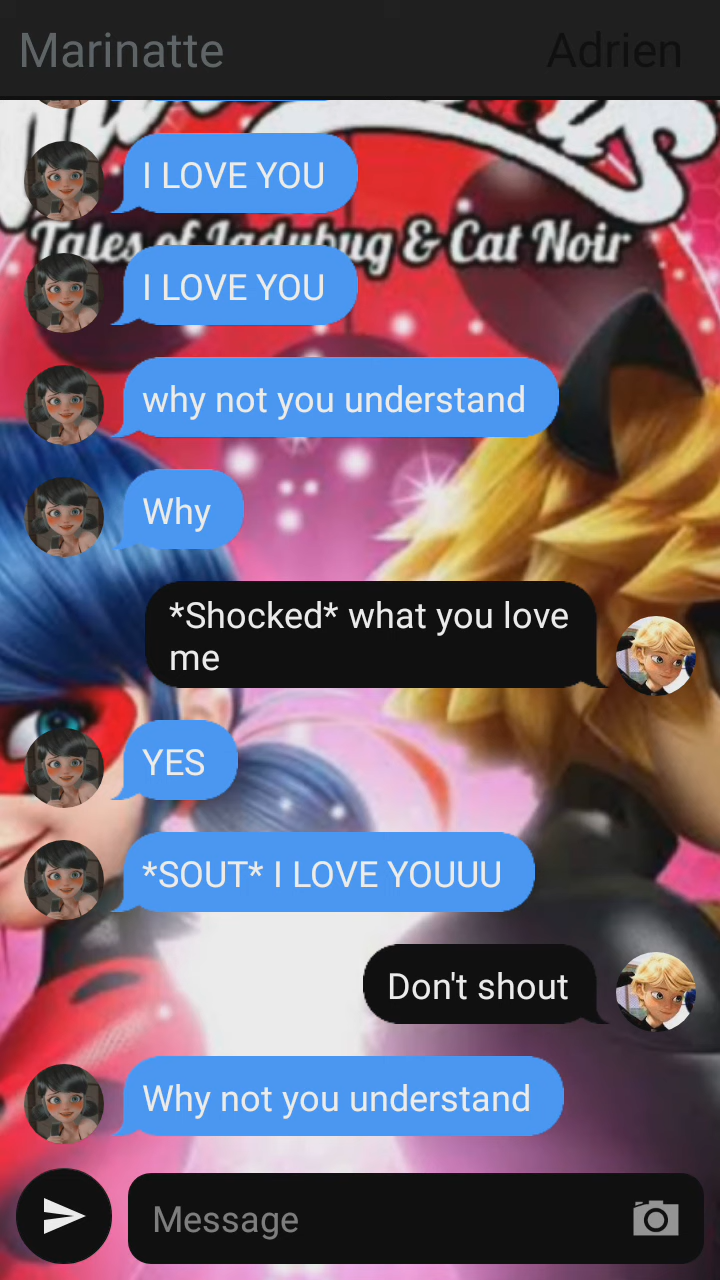 Marinatte
Adrien
I LOVE YOU
Tales of Ladybug & Cat Noir
I LOVE YOU
why not you understand
Why
*Shocked* what you love
me
YES
*SOUT* I LOVE YOUUU
Don't shout
Why not you understand
Message